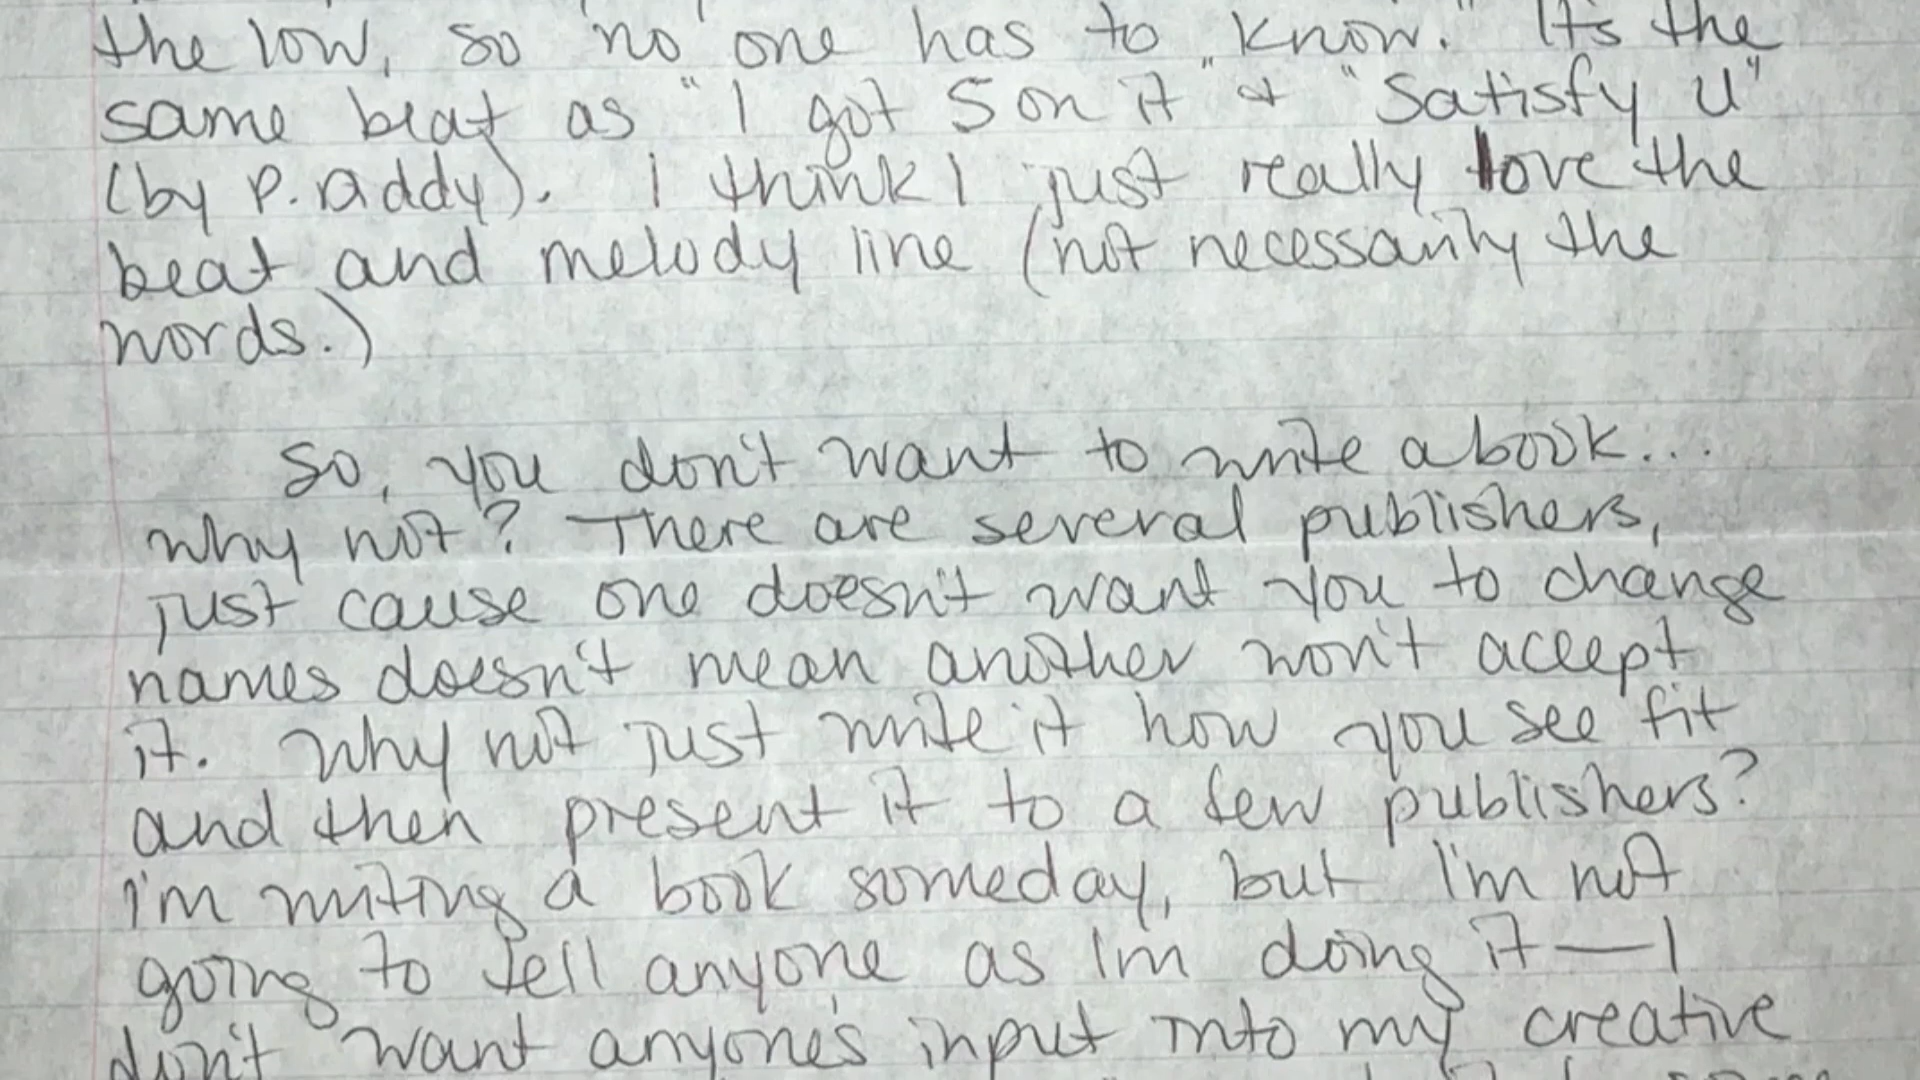 the low, so "no one has to know." It's the
same beat as "I got 5 on it" & "Satisfy U"
(by P. Daddy). I think I just really love the
beat and melody line (not necessarily the
words.)
So, you don't want to write a book...
Why not? There are several publishers,
just cause one doesn't want you to change
names doesn't mean another won't accept
it. Why not just write it how you see fit
and then present it to a few publishers?
I'm writing a book someday, but I'm not
going to tell anyone as Im doing it—I
don't want anyone's input into my creative